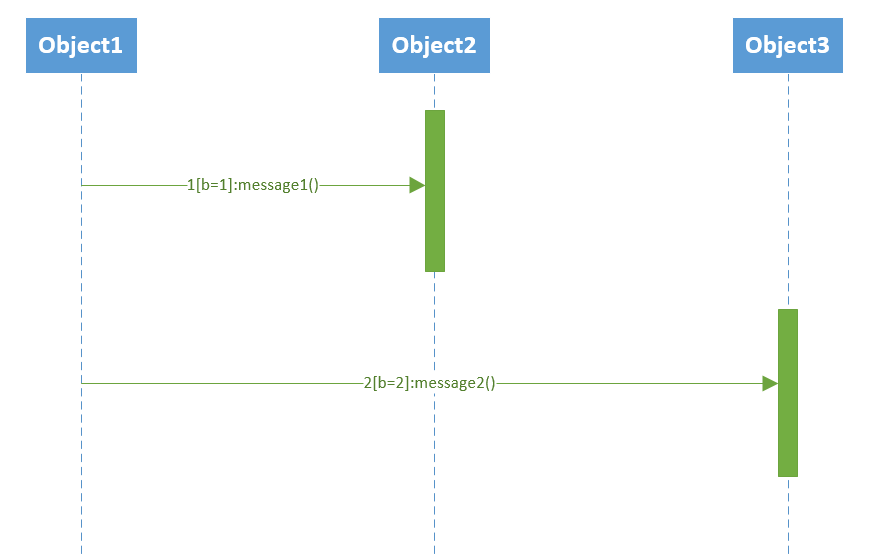 Object1
Object2
Object3
1[b=1]:message1()
2[b=2]:message2()